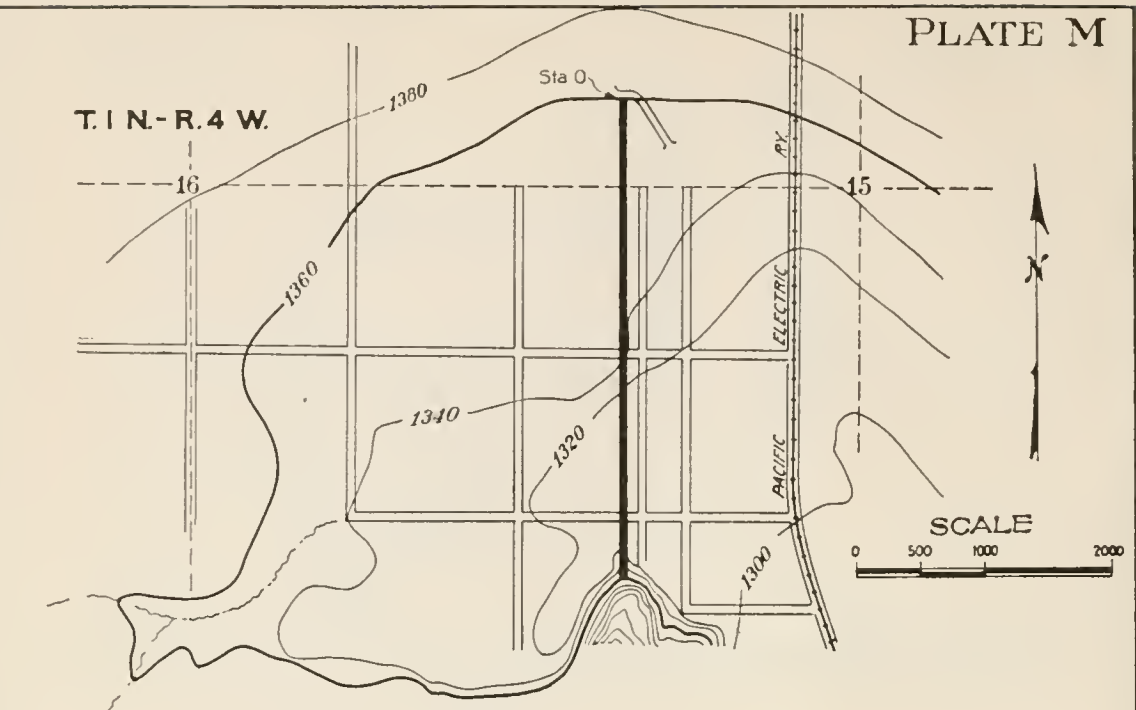 PLATE M
Sta 0
1380
T. 1 N.-R. 4 W.
RY.
16
15
N
1360
ELECTRIC
1340
1320
PACIFIC
SCALE
0 500 1000 2000
1300